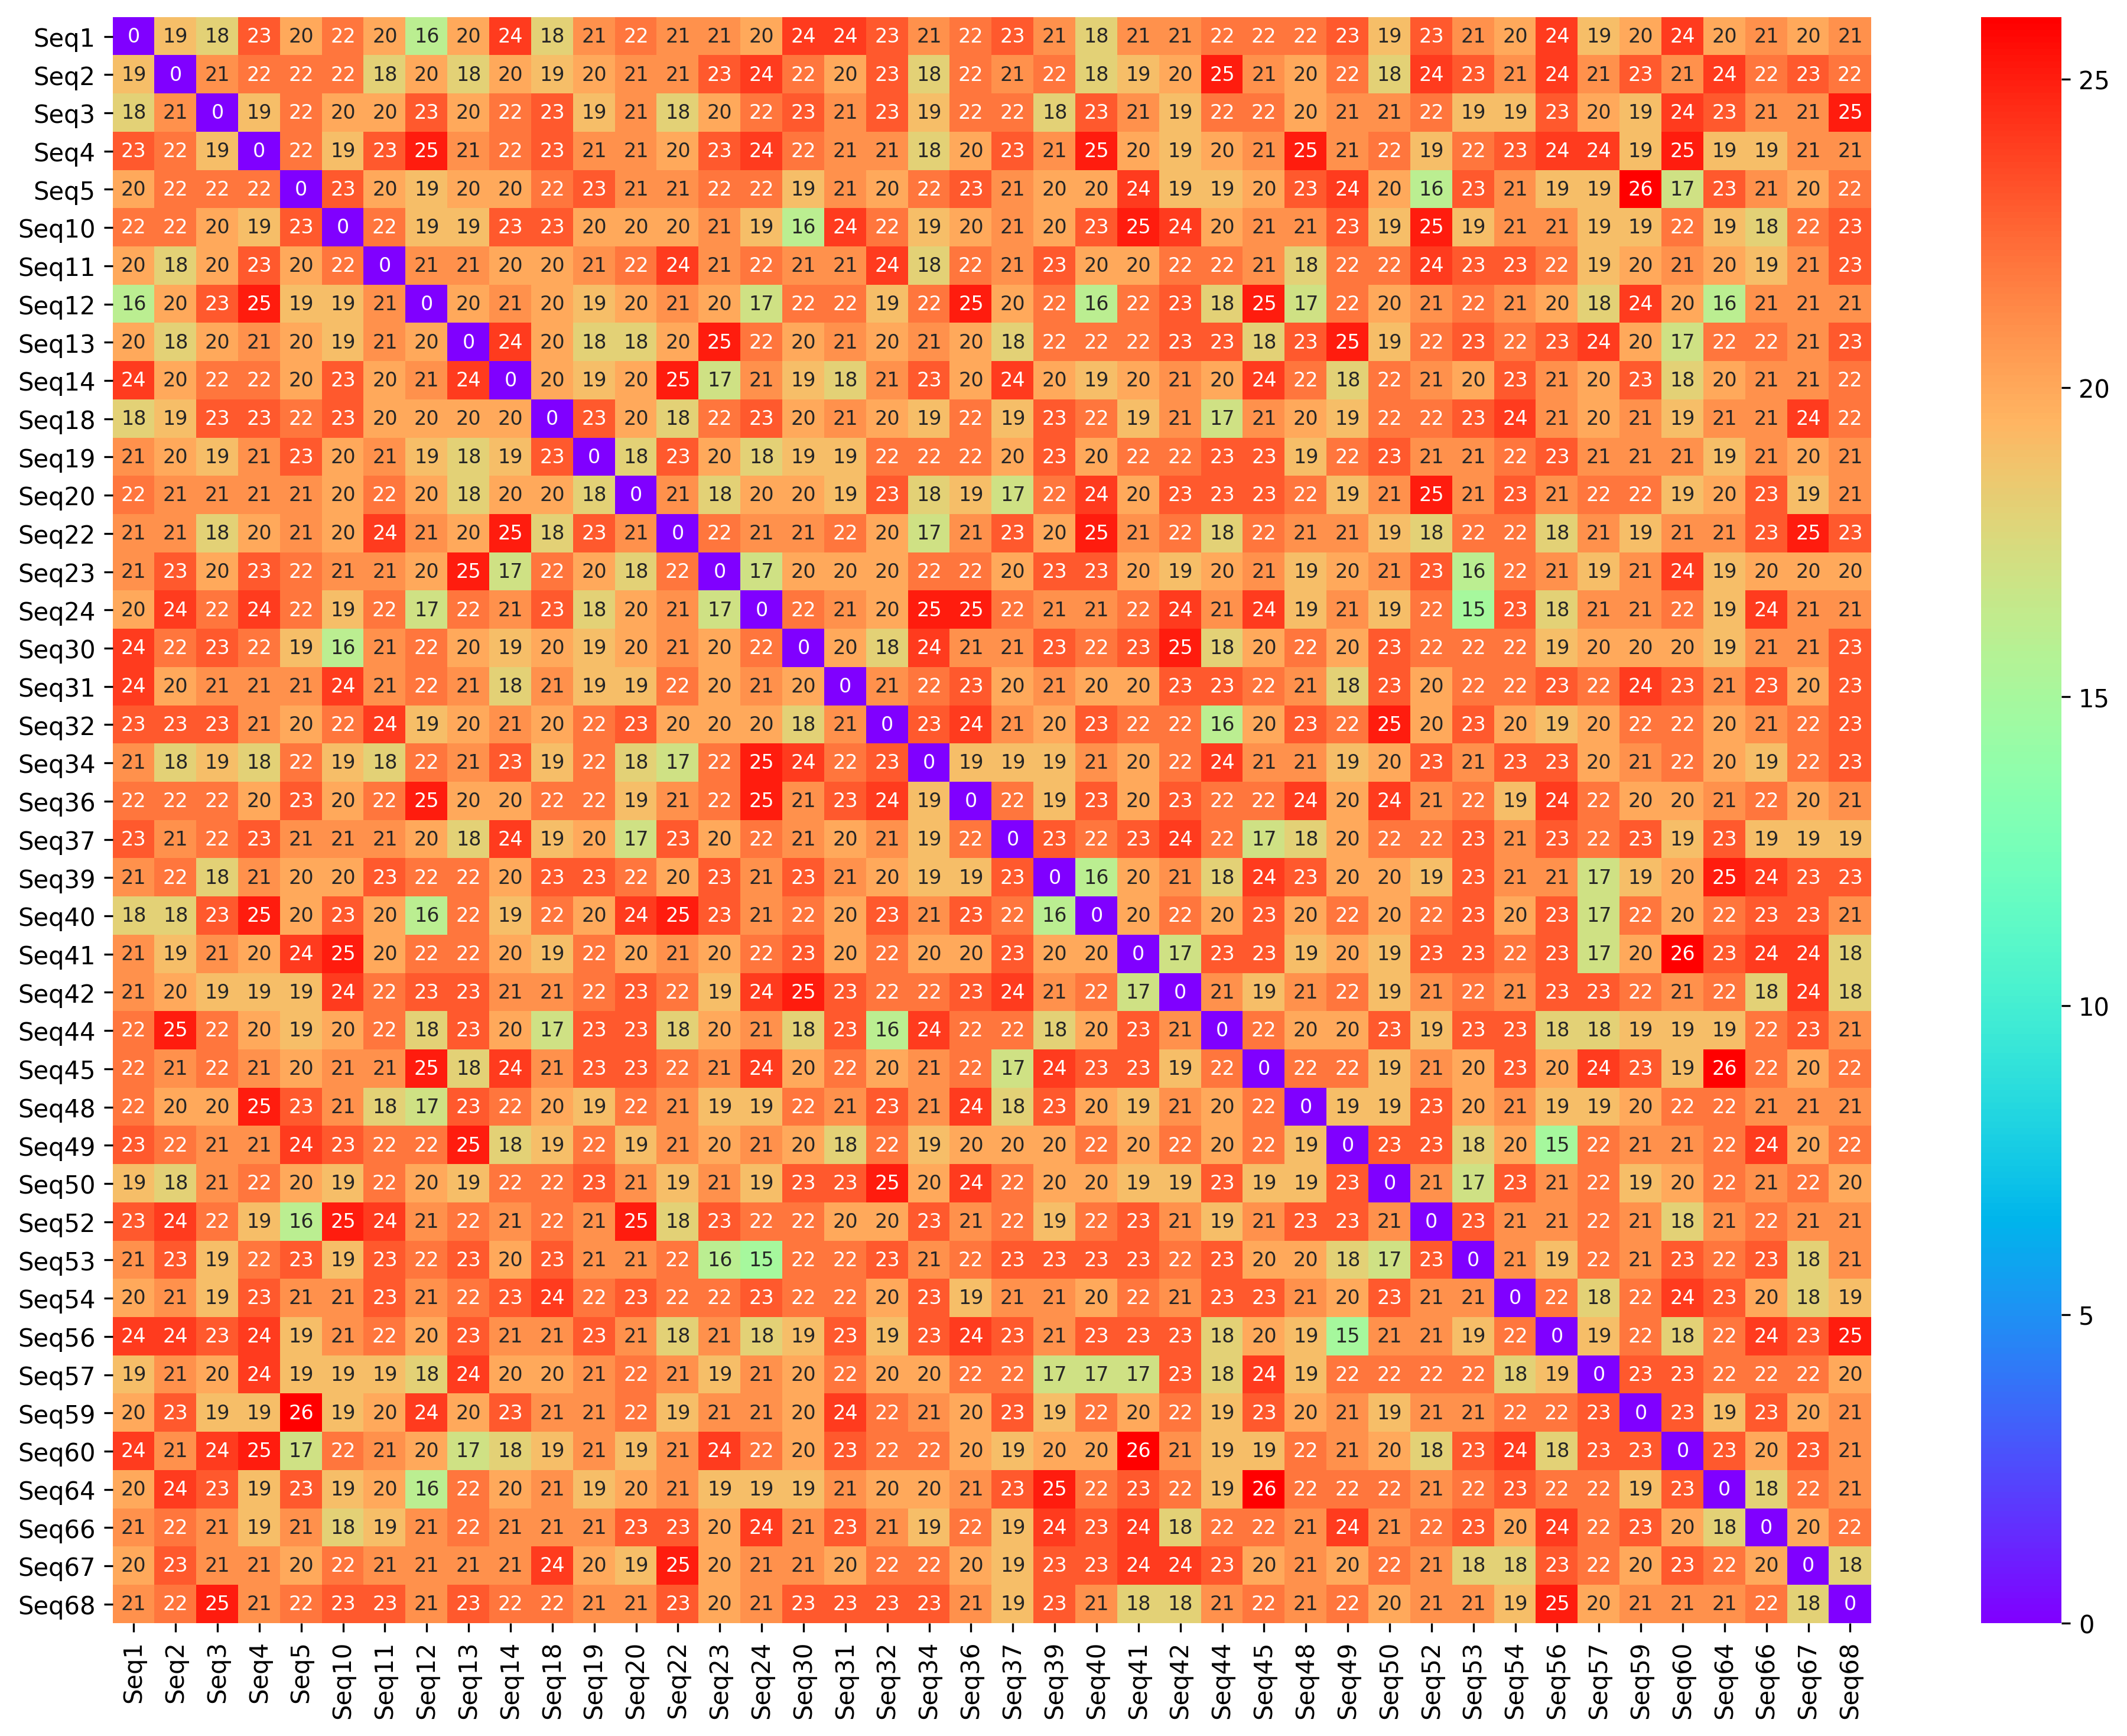 Seq1 0 19 18 23 20 22 20 16 20 24 18 21 22 21 21 20 24 24 23 21 22 23 21 18 21 21 22 22 22 23 19 23 21 20 24 19 20 24 20 21 20 21
Seq2 19 0 21 22 22 22 18 20 18 20 19 20 21 21 23 24 22 20 23 18 22 21 22 18 19 20 25 21 20 22 18 24 23 21 24 21 23 21 24 22 23 22
Seq3 18 21 0 19 22 20 20 23 20 22 23 19 21 18 20 22 23 21 23 19 22 22 18 23 21 19 22 22 20 21 21 22 19 19 23 20 19 24 23 21 21 25
Seq4 23 22 19 0 22 19 23 25 21 22 23 21 21 20 23 24 22 21 21 18 20 23 21 25 20 19 20 21 25 21 22 19 22 23 24 24 19 25 19 19 21 21
Seq5 20 22 22 22 0 23 20 19 20 20 22 23 21 21 22 22 19 21 20 22 23 21 20 20 24 19 19 20 23 24 20 16 23 21 19 19 26 17 23 21 20 22
Seq10 22 22 20 19 23 0 22 19 19 23 23 20 20 20 21 19 16 24 22 19 20 21 20 23 25 24 20 21 21 23 19 25 19 21 21 19 19 22 19 18 22 23
Seq11 20 18 20 23 20 22 0 21 21 20 20 21 22 24 21 22 21 21 24 18 22 21 23 20 20 22 22 21 18 22 22 24 23 23 22 19 20 21 20 19 21 23
Seq12 16 20 23 25 19 19 21 0 20 21 20 19 20 21 20 17 22 22 19 22 25 20 22 16 22 23 18 25 17 22 20 21 22 21 20 18 24 20 16 21 21 21
Seq13 20 18 20 21 20 19 21 20 0 24 20 18 18 20 25 22 20 21 20 21 20 18 22 22 22 23 23 18 23 25 19 22 23 22 23 24 20 17 22 22 21 23
Seq14 24 20 22 22 20 23 20 21 24 0 20 19 20 25 17 21 19 18 21 23 20 24 20 19 20 21 20 24 22 18 22 21 20 23 21 20 23 18 20 21 21 22
Seq18 18 19 23 23 22 23 20 20 20 20 0 23 20 18 22 23 20 21 20 19 22 19 23 22 19 21 17 21 20 19 22 22 23 24 21 20 21 19 21 21 24 22
Seq19 21 20 19 21 23 20 21 19 18 19 23 0 18 23 20 18 19 19 22 22 22 20 23 20 22 22 23 23 19 22 23 21 21 22 23 21 21 21 19 21 20 21
Seq20 22 21 21 21 21 20 22 20 18 20 20 18 0 21 18 20 20 19 23 18 19 17 22 24 20 23 23 23 22 19 21 25 21 23 21 22 22 19 20 23 19 21
Seq22 21 21 18 20 21 20 24 21 20 25 18 23 21 0 22 21 21 22 20 17 21 23 20 25 21 22 18 22 21 21 19 18 22 22 18 21 19 21 21 23 25 23
Seq23 21 23 20 23 22 21 21 20 25 17 22 20 18 22 0 17 20 20 20 22 22 20 23 23 20 19 20 21 19 20 21 23 16 22 21 19 21 24 19 20 20 20
Seq24 20 24 22 24 22 19 22 17 22 21 23 18 20 21 17 0 22 21 20 25 25 22 21 21 22 24 21 24 19 21 19 22 15 23 18 21 21 22 19 24 21 21
Seq30 24 22 23 22 19 16 21 22 20 19 20 19 20 21 20 22 0 20 18 24 21 21 23 22 23 25 18 20 22 20 23 22 22 22 19 20 20 20 19 21 21 23
Seq31 24 20 21 21 21 24 21 22 21 18 21 19 19 22 20 21 20 0 21 22 23 20 21 20 20 23 23 22 21 18 23 20 22 22 23 22 24 23 21 23 20 23
Seq32 23 23 23 21 20 22 24 19 20 21 20 22 23 20 20 20 18 21 0 23 24 21 20 23 22 22 16 20 23 22 25 20 23 20 19 20 22 22 20 21 22 23
Seq34 21 18 19 18 22 19 18 22 21 23 19 22 18 17 22 25 24 22 23 0 19 19 19 21 20 22 24 21 21 19 20 23 21 23 23 20 21 22 20 19 22 23
Seq36 22 22 22 20 23 20 22 25 20 20 22 22 19 21 22 25 21 23 24 19 0 22 19 23 20 23 22 22 24 20 24 21 22 19 24 22 20 20 21 22 20 21
Seq37 23 21 22 23 21 21 21 20 18 24 19 20 17 23 20 22 21 20 21 19 22 0 23 22 23 24 22 17 18 20 22 22 23 21 23 22 23 19 23 19 19 19
Seq39 21 22 18 21 20 20 23 22 22 20 23 23 22 20 23 21 23 21 20 19 19 23 0 16 20 21 18 24 23 20 20 19 23 21 21 17 19 20 25 24 23 23
Seq40 18 18 23 25 20 23 20 16 22 19 22 20 24 25 23 21 22 20 23 21 23 22 16 0 20 22 20 23 20 22 20 22 23 20 23 17 22 20 22 23 23 21
Seq41 21 19 21 20 24 25 20 22 22 20 19 22 20 21 20 22 23 20 22 20 20 23 20 20 0 17 23 23 19 20 19 23 23 22 23 17 20 26 23 24 24 18
Seq42 21 20 19 19 19 24 22 23 23 21 21 22 23 22 19 24 25 23 22 22 23 24 21 22 17 0 21 19 21 22 19 21 22 21 23 23 22 21 22 18 24 18
Seq44 22 25 22 20 19 20 22 18 23 20 17 23 23 18 20 21 18 23 16 24 22 22 18 20 23 21 0 22 20 20 23 19 23 23 18 18 19 19 19 22 23 21
Seq45 22 21 22 21 20 21 21 25 18 24 21 23 23 22 21 24 20 22 20 21 22 17 24 23 23 19 22 0 22 22 19 21 20 23 20 24 23 19 26 22 20 22
Seq48 22 20 20 25 23 21 18 17 23 22 20 19 22 21 19 19 22 21 23 21 24 18 23 20 19 21 20 22 0 19 19 23 20 21 19 19 20 22 22 21 21 21
Seq49 23 22 21 21 24 23 22 22 25 18 19 22 19 21 20 21 20 18 22 19 20 20 20 22 20 22 20 22 19 0 23 23 18 20 15 22 21 21 22 24 20 22
Seq50 19 18 21 22 20 19 22 20 19 22 22 23 21 19 21 19 23 23 25 20 24 22 20 20 19 19 23 19 19 23 0 21 17 23 21 22 19 20 22 21 22 20
Seq52 23 24 22 19 16 25 24 21 22 21 22 21 25 18 23 22 22 20 20 23 21 22 19 22 23 21 19 21 23 23 21 0 23 21 21 22 21 18 21 22 21 21
Seq53 21 23 19 22 23 19 23 22 23 20 23 21 21 22 16 15 22 22 23 21 22 23 23 23 23 22 23 20 20 18 17 23 0 21 19 22 21 23 22 23 18 21
Seq54 20 21 19 23 21 21 23 21 22 23 24 22 23 22 22 23 22 22 20 23 19 21 21 20 22 21 23 23 21 20 23 21 21 0 22 18 22 24 23 20 18 19
Seq56 24 24 23 24 19 21 22 20 23 21 21 23 21 18 21 18 19 23 19 23 24 23 21 23 23 23 18 20 19 15 21 21 19 22 0 19 22 18 22 24 23 25
Seq57 19 21 20 24 19 19 19 18 24 20 20 21 22 21 19 21 20 22 20 20 22 22 17 17 17 23 18 24 19 22 22 22 22 18 19 0 23 23 22 22 22 20
Seq59 20 23 19 19 26 19 20 24 20 23 21 21 22 19 21 21 20 24 22 21 20 23 19 22 20 22 19 23 20 21 19 21 21 22 22 23 0 23 19 23 20 21
Seq60 24 21 24 25 17 22 21 20 17 18 19 21 19 21 24 22 20 23 22 22 20 19 20 20 26 21 19 19 22 21 20 18 23 24 18 23 23 0 23 20 23 21
Seq64 20 24 23 19 23 19 20 16 22 20 21 19 20 21 19 19 19 21 20 20 21 23 25 22 23 22 19 26 22 22 22 21 22 23 22 22 19 23 0 18 22 21
Seq66 21 22 21 19 21 18 19 21 22 21 21 21 23 23 20 24 21 23 21 19 22 19 24 23 24 18 22 22 21 24 21 22 23 20 24 22 23 20 18 0 20 22
Seq67 20 23 21 21 20 22 21 21 21 21 24 20 19 25 20 21 21 20 22 22 20 19 23 23 24 24 23 20 21 20 22 21 18 18 23 22 20 23 22 20 0 18
Seq68 21 22 25 21 22 23 23 21 23 22 22 21 21 23 20 21 23 23 23 23 21 19 23 21 18 18 21 22 21 22 20 21 21 19 25 20 21 21 21 22 18 0
Seq1 Seq2 Seq3 Seq4 Seq5 Seq10 Seq11 Seq12 Seq13 Seq14 Seq18 Seq19 Seq20 Seq22 Seq23 Seq24 Seq30 Seq31 Seq32 Seq34 Seq36 Seq37 Seq39 Seq40 Seq41 Seq42 Seq44 Seq45 Seq48 Seq49 Seq50 Seq52 Seq53 Seq54 Seq56 Seq57 Seq59 Seq60 Seq64 Seq66 Seq67 Seq68
25
20
15
10
5
0